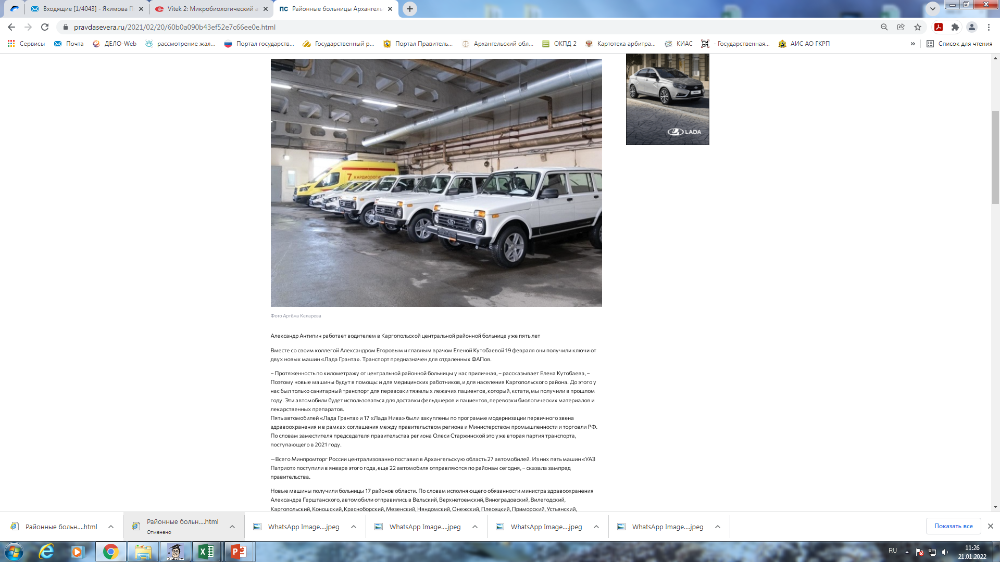 Входящие [1/4043] - Якимова П
Vitek 2: Микробиологический а
ПС Районные больницы Архангель
pravdasevera.ru/2021/02/20/60b0a090b43ef52e7c66ee0e.html
Сервисы Почта ДЕЛО-Web рассмотрение жал... Портал государств... Государственный р... Портал Правитель... Архангельский обл... ОКПД 2 Картотека арбитра... КИАС - Государственная... АИС АО ГКРП » Список для чтения
LADA
7 КАРДИОЛОГИ
Фото Артёма Келарева
Александр Антипин работает водителем в Каргопольской центральной районной больнице уже пять лет
Вместе со своим коллегой Александром Егоровым и главным врачом Еленой Кутобаевой 19 февраля они получили ключи от
двух новых машин «Лада Гранта». Транспорт предназначен для отдаленных ФАПов.
– Протяженность по километражу от центральной районной больницы у нас приличная, – рассказывает Елена Кутобаева, –
Поэтому новые машины будут в помощь: и для медицинских работников, и для населения Каргопольского района. До этого у
нас был только санитарный транспорт для перевозки тяжелых лежачих пациентов, который, кстати, мы получили в прошлом
году. Эти автомобили будет использоваться для доставки фельдшеров и пациентов, перевозки биологических материалов и
лекарственных препаратов.
Пять автомобилей «Лада Гранта» и 17 «Лада Нива» были закуплены по программе модернизации первичного звена
здравоохранения и в рамках соглашения между правительством региона и Министерством промышленности и торговли РФ.
По словам заместителя председателя правительства региона Олеси Старжинской это уже вторая партия транспорта,
поступающего в 2021 году.
—Всего Минпромторг России централизованно поставил в Архангельскую область 27 автомобилей. Из них пять машин «УАЗ
Патриот» поступили в январе этого года, еще 22 автомобиля отправляются по районам сегодня, – сказала зампред
правительства.
Новые машины получили больницы 17 районов области. По словам исполняющего обязанности министра здравоохранения
Александра Герштанского, автомобили отправились в Вельский, Верхнетоемский, Виноградовский, Вилегодский,
Каргопольский, Коношский, Красноборский, Мезенский, Няндомский, Онежский, Плесецкий, Приморский, Устьянский,
Районные больн....html
Районные больн....html
Отменено
WhatsApp Image....jpeg
WhatsApp Image....jpeg
WhatsApp Image....jpeg
WhatsApp Image....jpeg
Показать все
RU
11:26
21.01.2022